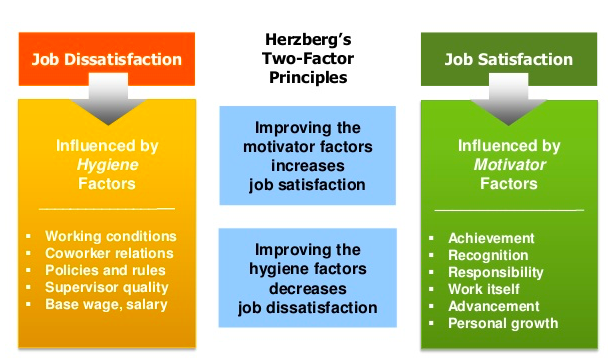 Job Dissatisfaction
Influenced by
Hygiene
Factors
Working conditions
Coworker relations
Policies and rules
Supervisor quality
Base wage, salary
Herzberg's
Two-Factor
Principles
Improving the
motivator factors
increases
job satisfaction
Improving the
hygiene factors
decreases
job dissatisfaction
Job Satisfaction
Influenced by
Motivator
Factors
Achievement
Recognition
Responsibility
Work itself
Advancement
Personal growth